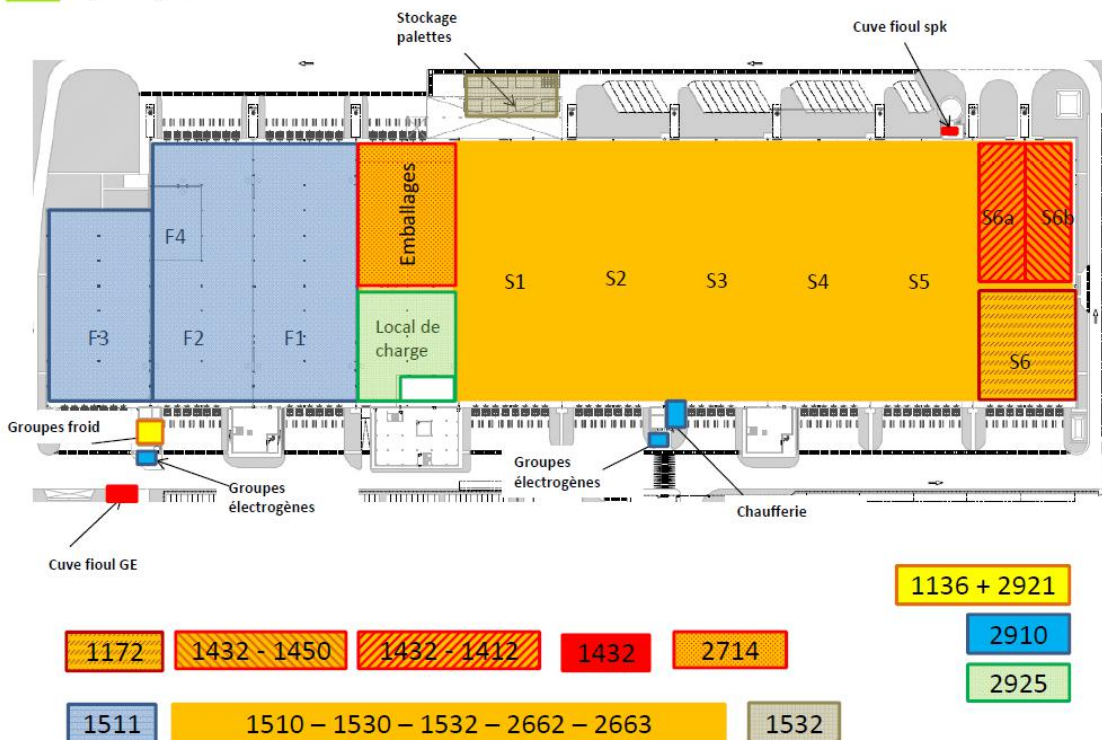 Stockage
palettes
Cuve fioul spk
Emballages
S6a
S6b
F4
S1
S2
S3
S4
S5
F3
F2
F1
Local de
charge
S6
Groupes froid
Groupes
électrogènes
Groupes
électrogènes
Chaufferie
Cuve fioul GE
1136 + 2921
1172
1432 - 1450
1432 - 1412
1432
2714
2910
2925
1511
1510 – 1530 – 1532 – 2662 – 2663
1532